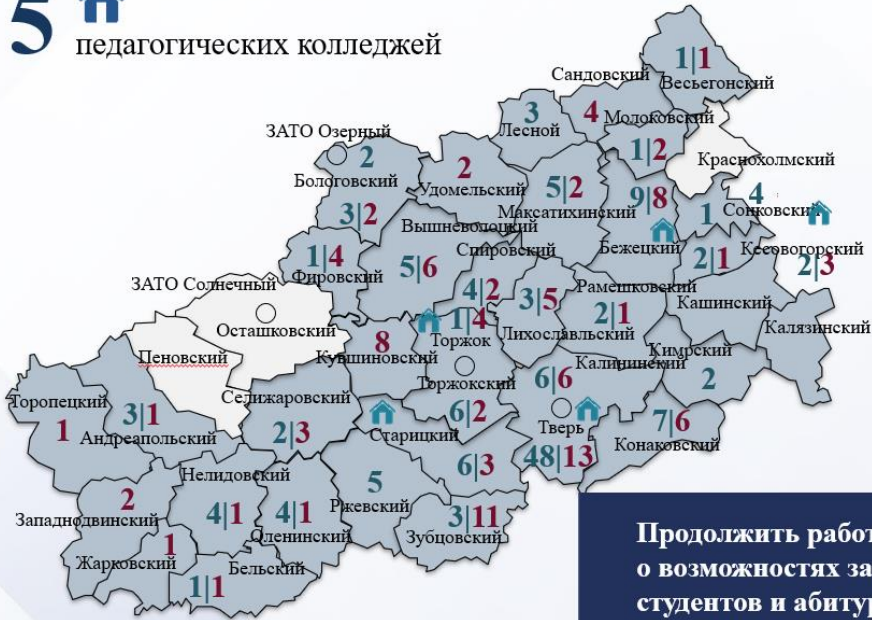 5
педагогических колледжей
1|1
Весьегонский
Сандовский
4
3
Лесной
Молоковский
1|2
ЗАТО Озерный
2
Бологовский
3|2
2
Удомельский
5|2
Максатихинский
9|8
Бежецкий
Краснохолмский
4
1
Сонковский
Кесовогорский
2|1
2|3
Вышневолоцкий
5|6
Спировский
4|2
1|4
Фировский
ЗАТО Солнечный
Осташковский
3|5
Лихославльский
Рамешковский
2|1
Кашинский
Калязинский
8
Кувшиновский
1|4
Торжок
Торжокский
6|2
6|6
Калининский
Кимрский
2
Пеновский
Торопецкий
1
3|1
Андреапольский
Селижаровский
2|3
Старицкий
6|3
Тверь
48|13
7|6
Конаковский
2
Западнодвинский
Нелидовский
4|1
4|1
Оленинский
5
Ржевский
3|11
Зубцовский
1
Жарковский
Бельский
1|1
Продолжить работ
о возможностях за
студентов и абитур